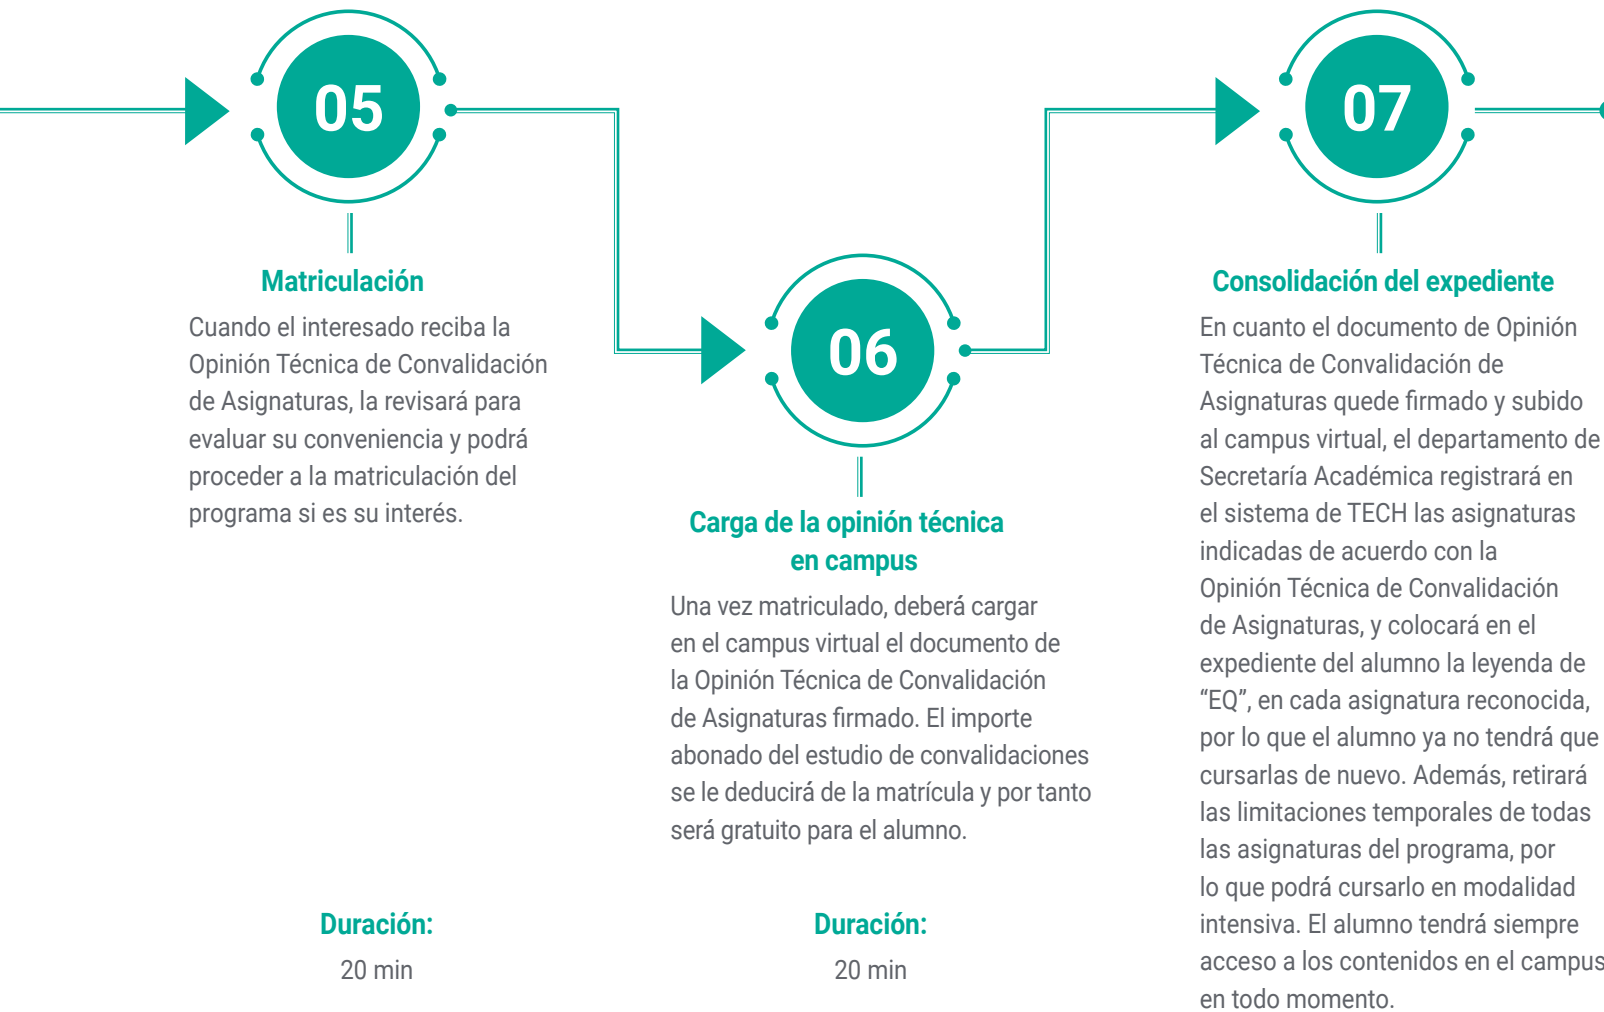 05
Matriculación
Cuando el interesado reciba la
Opinión Técnica de Convalidación
de Asignaturas, la revisará para
evaluar su conveniencia y podrá
proceder a la matriculación del
programa si es su interés.
Duración:
20 min
06
Carga de la opinión técnica
en campus
Una vez matriculado, deberá cargar
en el campus virtual el documento de
la Opinión Técnica de Convalidación
de Asignaturas firmado. El importe
abonado del estudio de convalidaciones
se le deducirá de la matrícula y por tanto
será gratuito para el alumno.
Duración:
20 min
07
Consolidación del expediente
En cuanto el documento de Opinión
Técnica de Convalidación de
Asignaturas quede firmado y subido
al campus virtual, el departamento de
Secretaría Académica registrará en
el sistema de TECH las asignaturas
indicadas de acuerdo con la
Opinión Técnica de Convalidación
de Asignaturas, y colocará en el
expediente del alumno la leyenda de
“EQ”, en cada asignatura reconocida,
por lo que el alumno ya no tendrá que
cursarlas de nuevo. Además, retirará
las limitaciones temporales de todas
las asignaturas del programa, por
lo que podrá cursarlo en modalidad
intensiva. El alumno tendrá siempre
acceso a los contenidos en el campus
en todo momento.